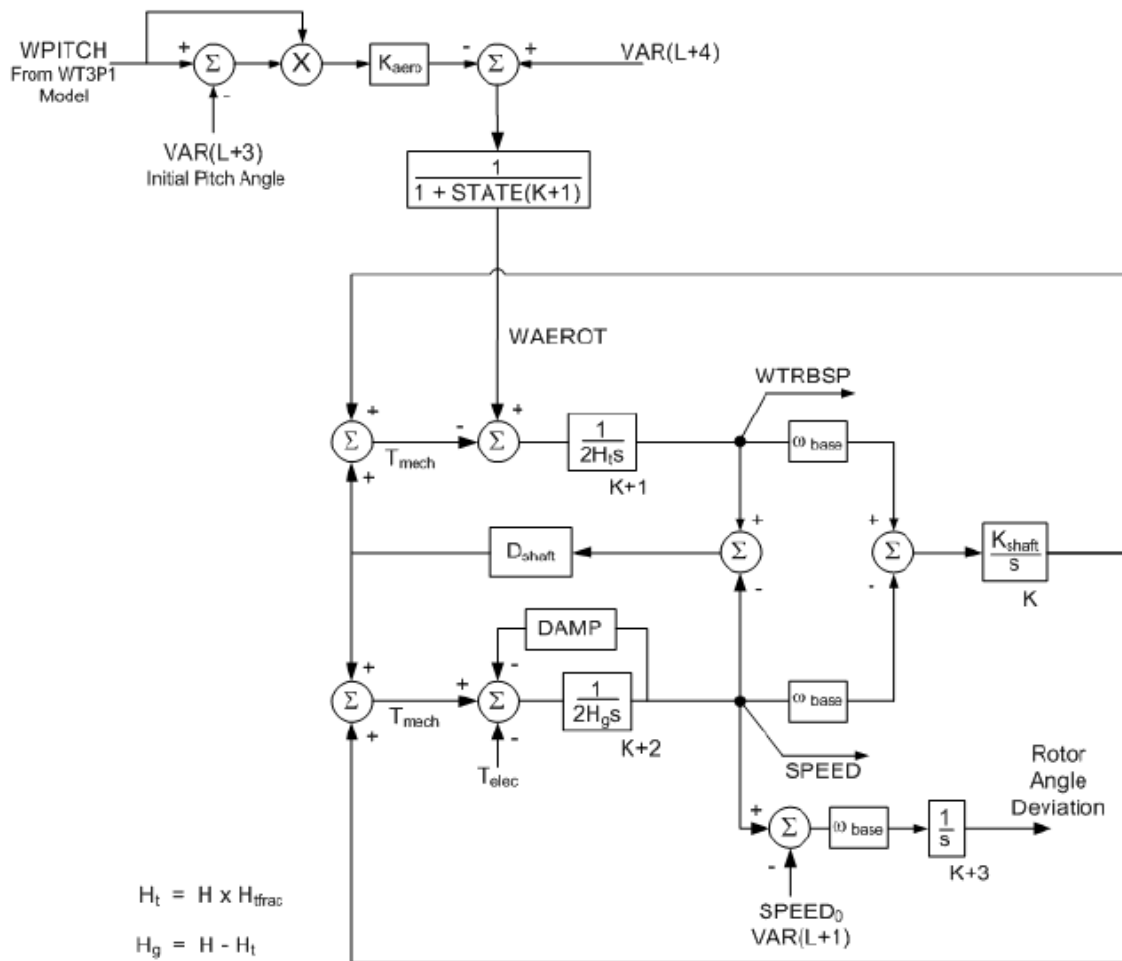 WPITCH
From WT3P1
Model
+
Σ
-
X
K_aero
-
Σ
+
VAR(L+4)
VAR(L+3)
Initial Pitch Angle
1
1 + STATE(K+1)
WAEROT
WTRBSP
+
Σ
+
T_mech
-
+
Σ
1
2H_t s
K+1
ω base
+
Σ
-
D_shaft
+
Σ
-
K_shaft
s
K
DAMP
-
+
Σ
+
T_mech
+
Σ
-
T_elec
1
2H_g s
K+2
ω base
SPEED
Rotor
Angle
Deviation
+
Σ
-
ω base
1
s
K+3
SPEED_0
VAR(L+1)
H_t = H x H_tfrac
H_g = H - H_t